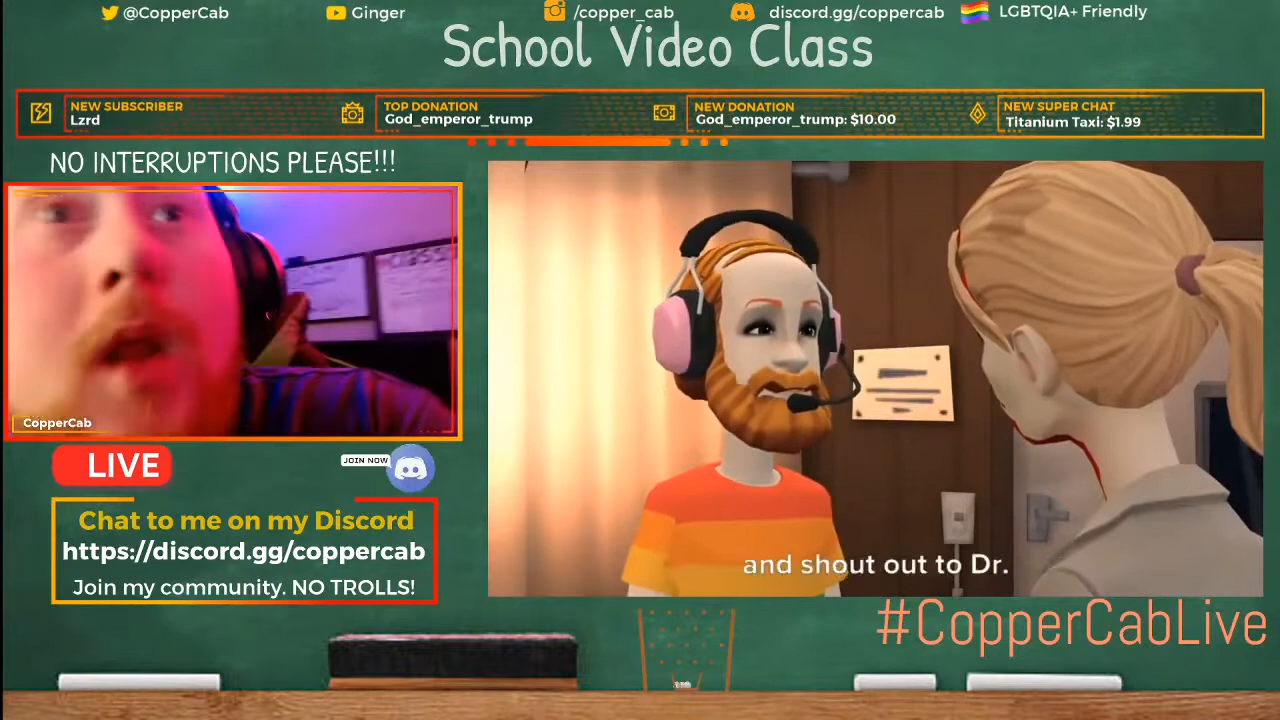 @CopperCab
Ginger
/copper_cab
discord.gg/coppercab
LGBTQIA+ Friendly
School Video Class
NEW SUBSCRIBER
Lzrd
TOP DONATION
God_emperor_trump
NEW DONATION
God_emperor_trump: $10.00
NEW SUPER CHAT
Titanium Taxi: $1.99
NO INTERRUPTIONS PLEASE!!!
CopperCab
LIVE
JOIN NOW
Chat to me on my Discord
https://discord.gg/coppercab
Join my community. NO TROLLS!
and shout out to Dr.
#CopperCabLive